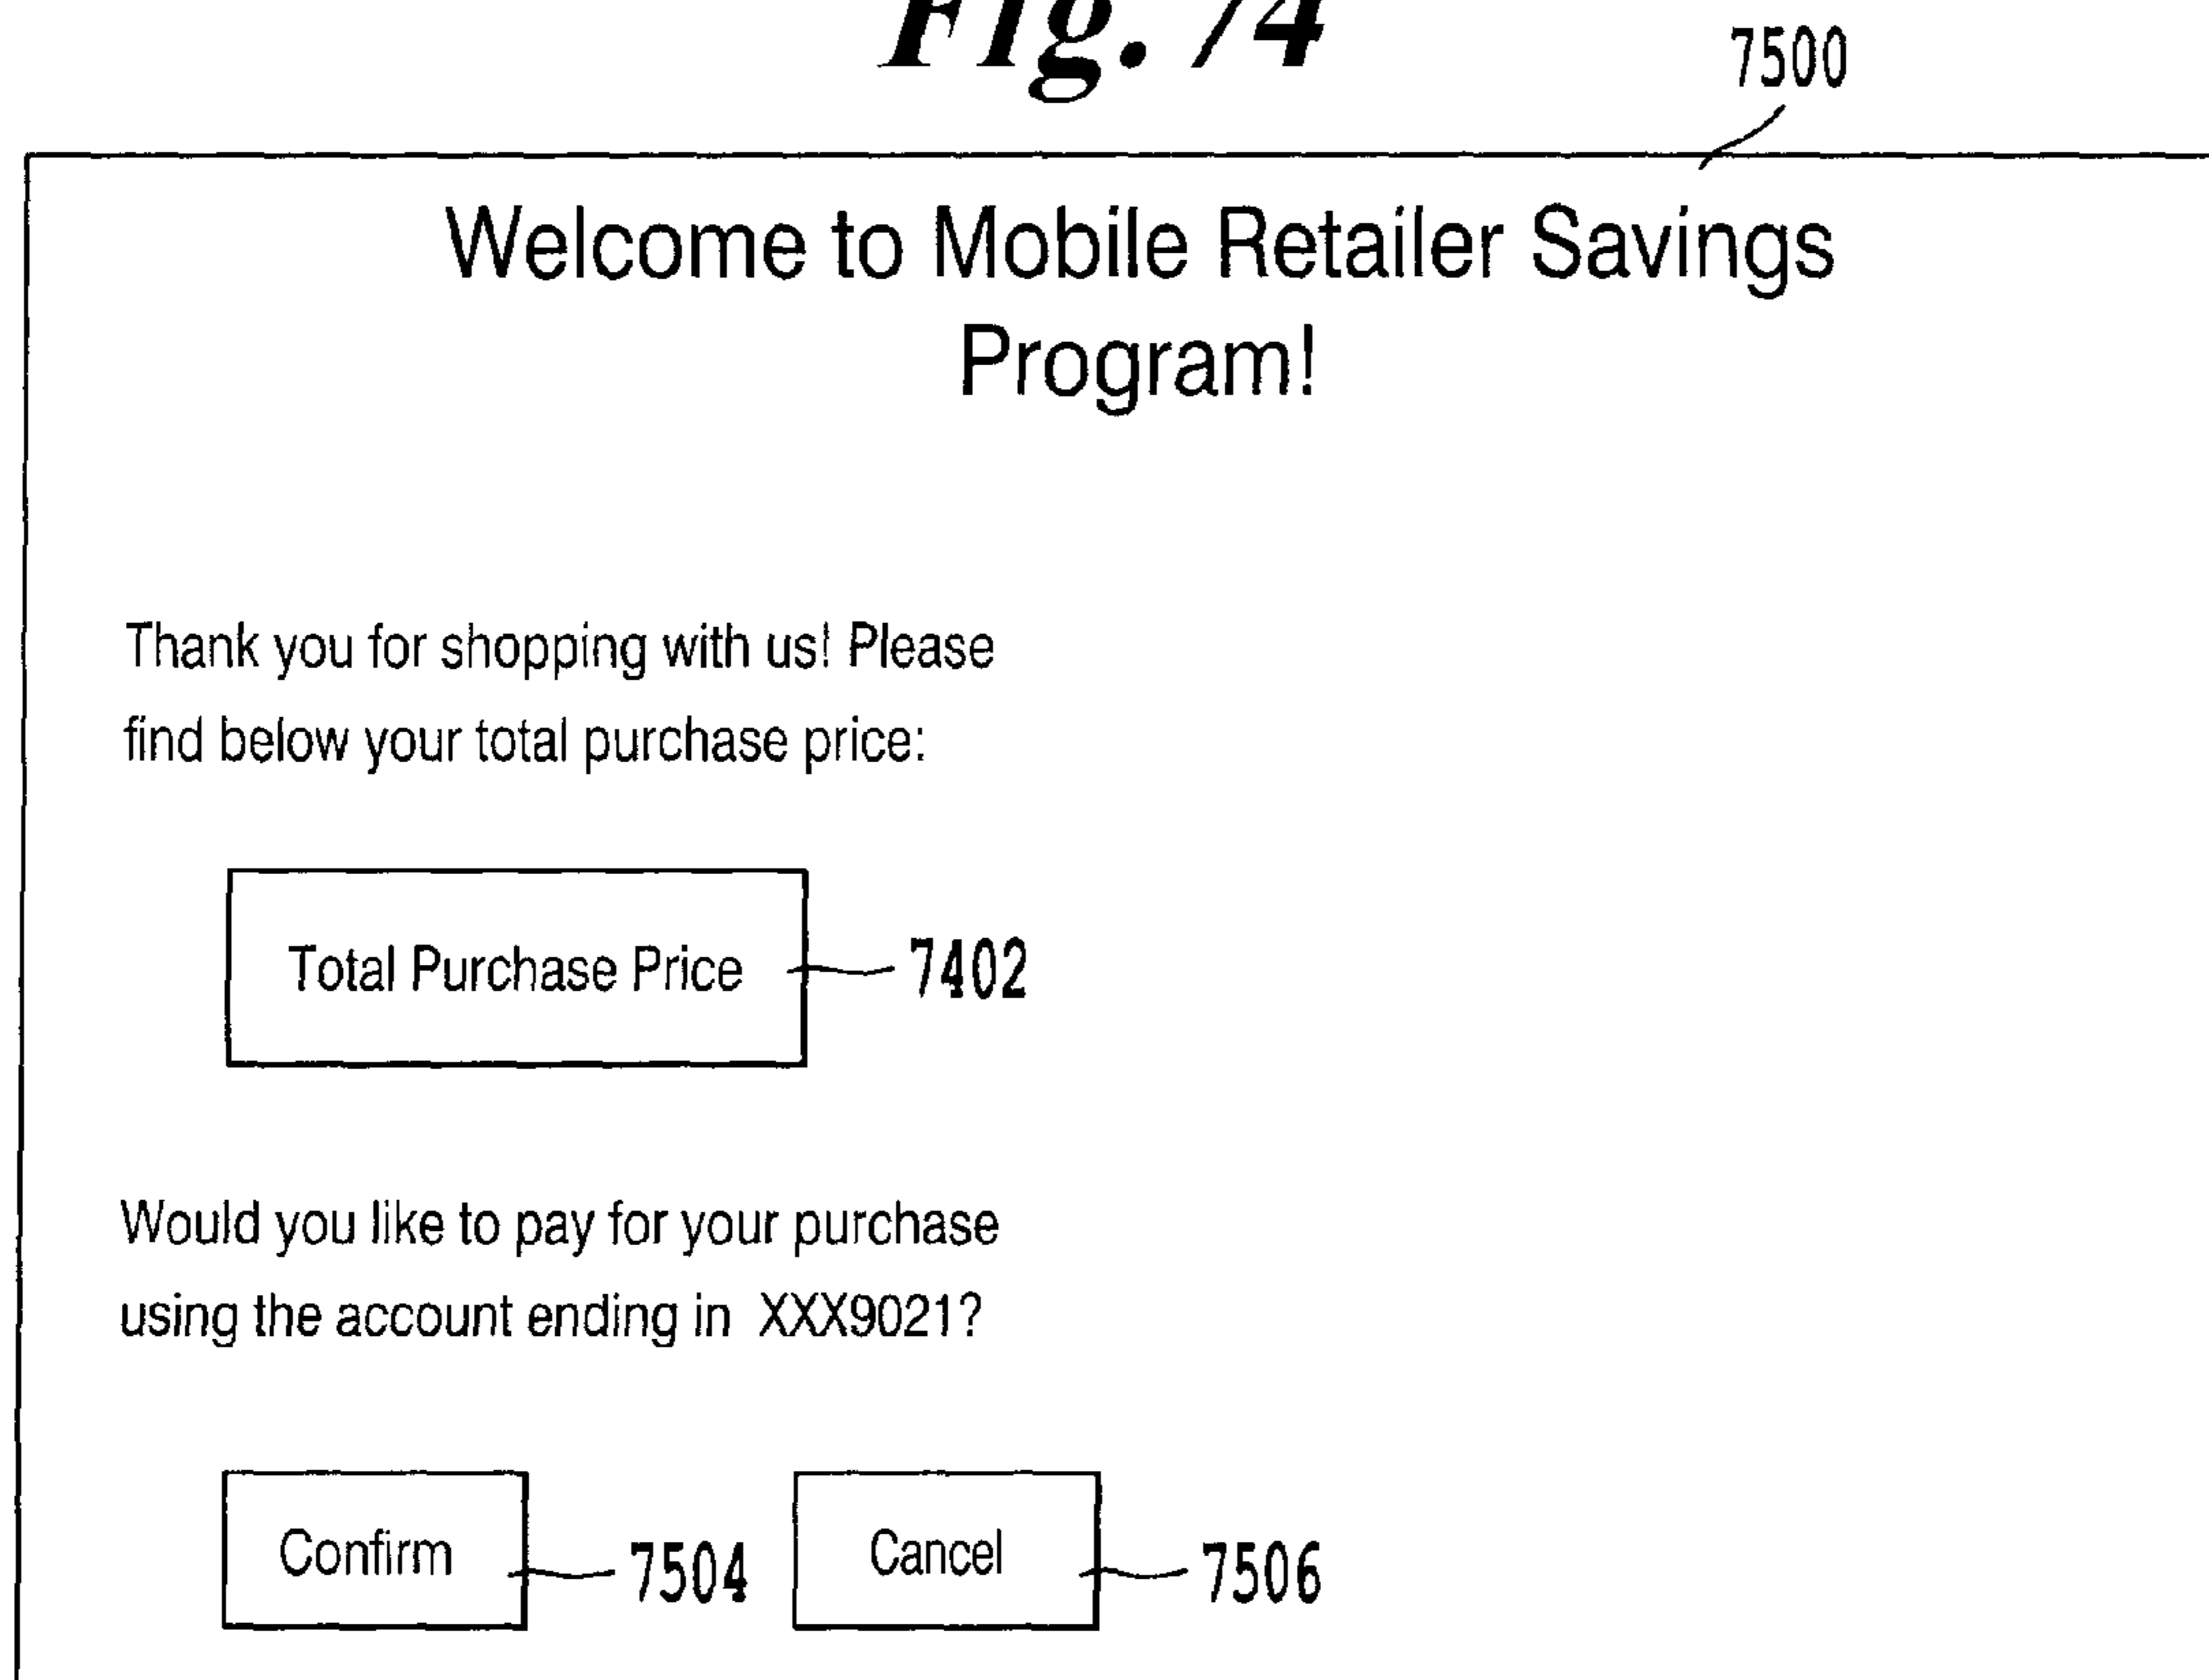 Fig. 74
7500
Welcome to Mobile Retailer Savings
Program!
Thank you for shopping with us! Please
find below your total purchase price:
Total Purchase Price
7402
Would you like to pay for your purchase
using the account ending in XXX9021?
Confirm
7504
Cancel
7506